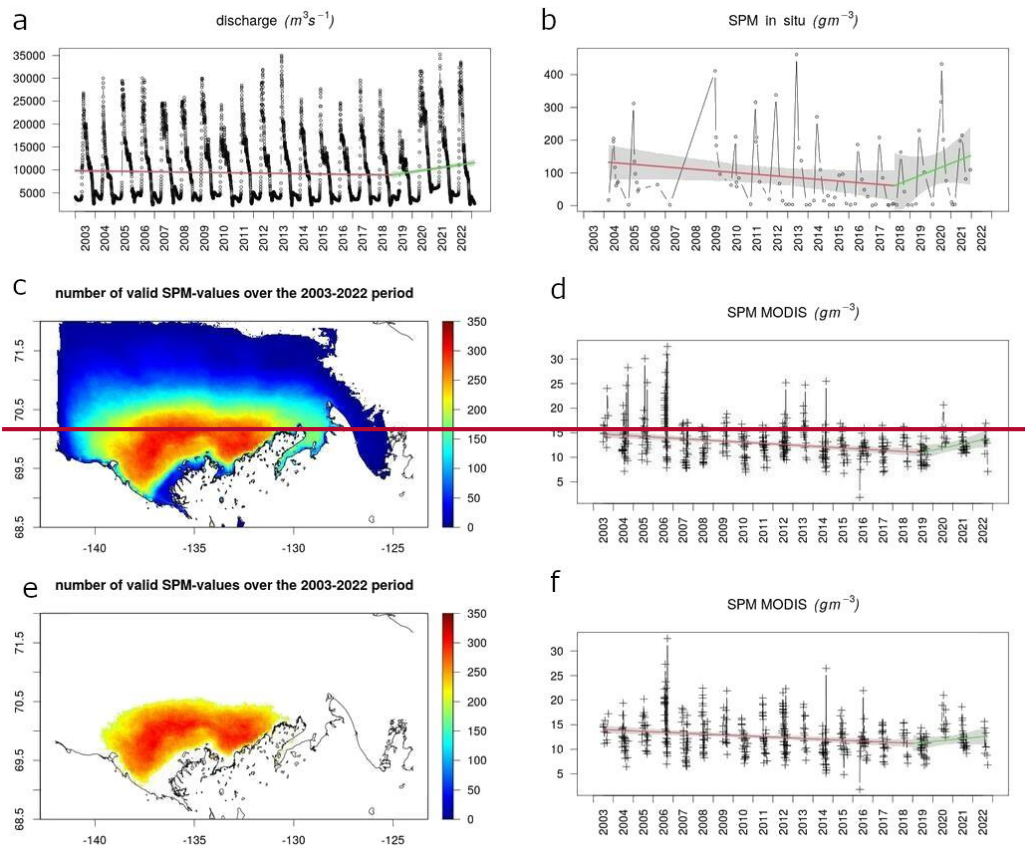 a
discharge (m³s⁻¹)
35000
30000
25000
20000
15000
10000
5000
2003 2004 2005 2006 2007 2008 2009 2010 2011 2012 2013 2014 2015 2016 2017 2018 2019 2020 2021 2022
b
SPM in situ (gm⁻³)
400
300
200
100
0
2003 2004 2005 2006 2007 2008 2009 2010 2011 2012 2013 2014 2015 2016 2017 2018 2019 2020 2021 2022
c
number of valid SPM-values over the 2003-2022 period
71.5
70.5
69.5
68.5
-140 -135 -130 -125
350
300
250
200
150
100
50
0
d
SPM MODIS (gm⁻³)
30
25
20
15
10
5
2003 2004 2005 2006 2007 2008 2009 2010 2011 2012 2013 2014 2015 2016 2017 2018 2019 2020 2021 2022
e
number of valid SPM-values over the 2003-2022 period
71.5
70.5
69.5
68.5
-140 -135 -130 -125
350
300
250
200
150
100
50
0
f
SPM MODIS (gm⁻³)
30
25
20
15
10
5
2003 2004 2005 2006 2007 2008 2009 2010 2011 2012 2013 2014 2015 2016 2017 2018 2019 2020 2021 2022